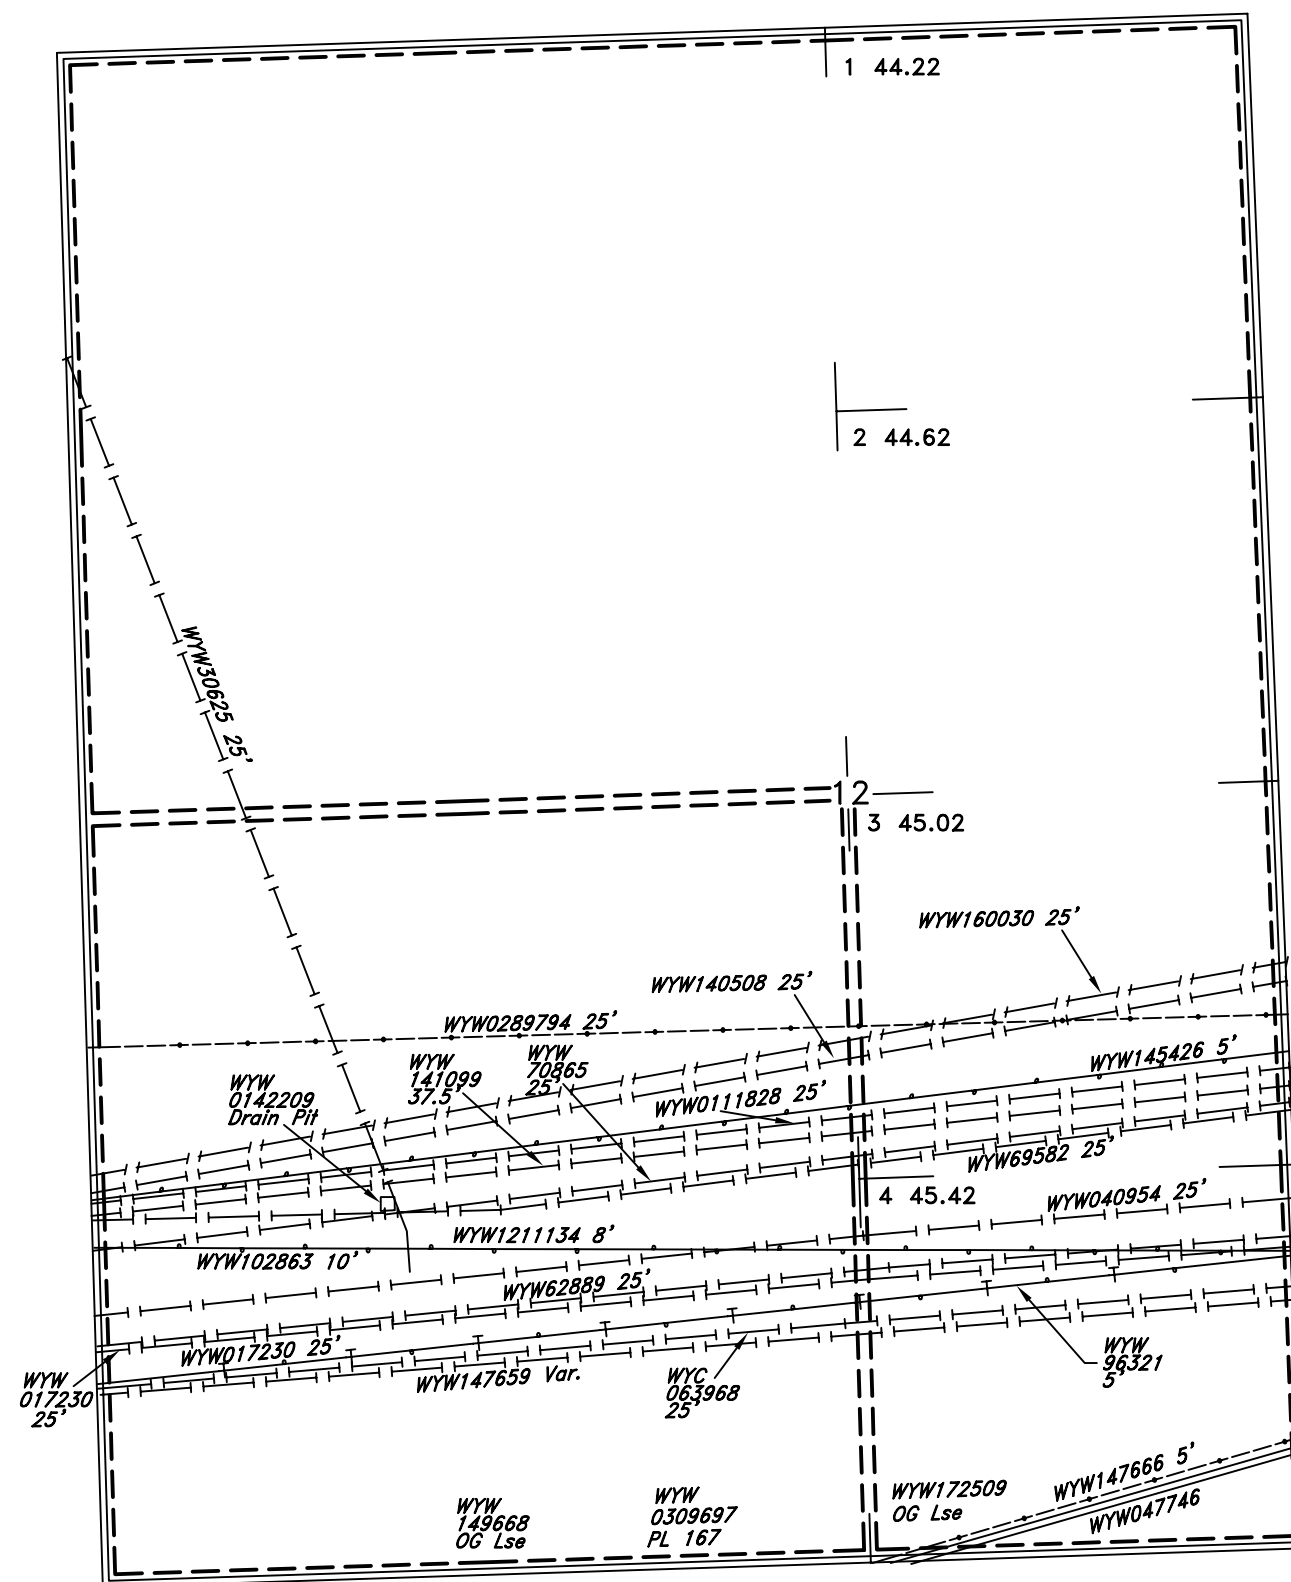 1 44.22
2 44.62
WYW30625 25'
12
3 45.02
WYW160030 25'
WYW140508 25'
WYW0289794 25'
WYW
141099
37.5'
WYW
70865
25'
WYW145426 5'
WYW
0142209
Drain Pit
WYW0111828 25'
WYW69582 25'
4 45.42
WYW040954 25'
WYW1211134 8'
WYW102863 10'
WYW62889 25'
WYW017230 25'
WYW
017230
25'
WYW147659 Var.
WYC
063968
25'
WYW
96321
5'
WYW
149668
OG Lse
WYW
0309697
PL 167
WYW172509
OG Lse
WYW147666 5'
WYW047746